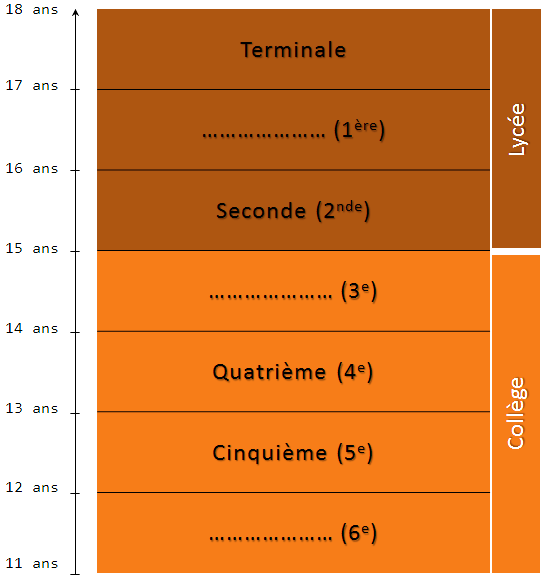 18 ans
Terminale
17 ans
..................... (1ère)
Lycée
16 ans
Seconde (2nde)
15 ans
..................... (3e)
14 ans
Quatrième (4e)
Collège
13 ans
Cinquième (5e)
12 ans
..................... (6e)
11 ans